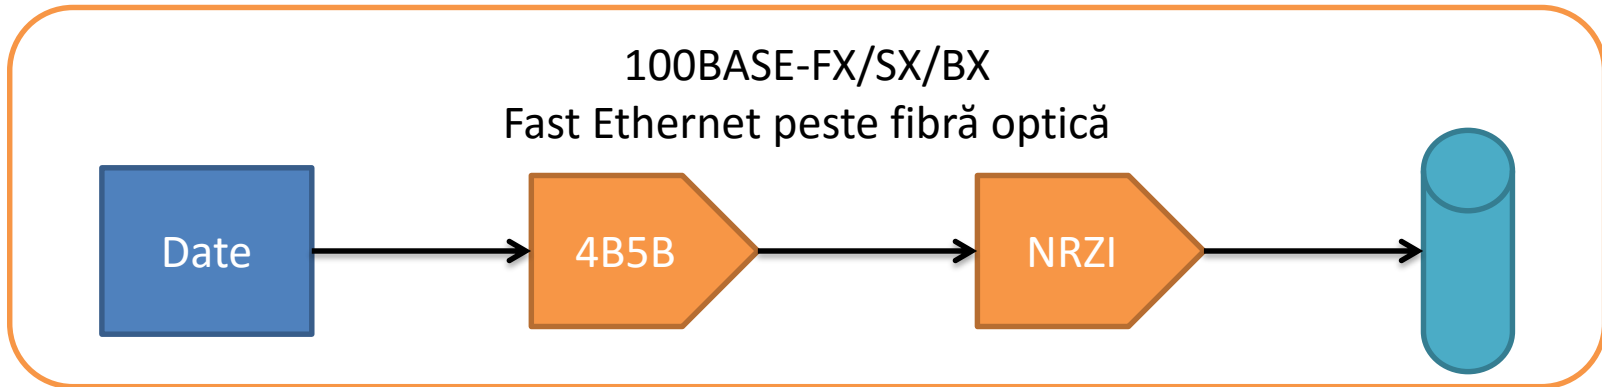 100BASE-FX/SX/BX
Fast Ethernet peste fibră optică
Date
4B5B
NRZI